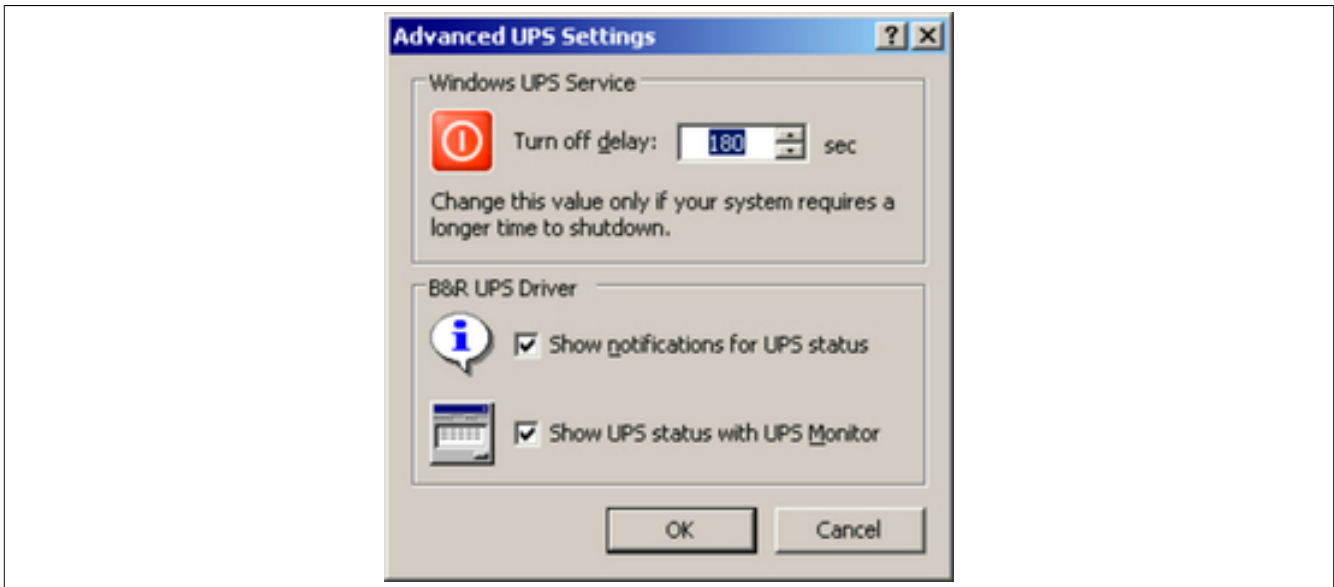 Advanced UPS Settings
Windows UPS Service
Turn off delay: 180 sec
Change this value only if your system requires a
longer time to shutdown.
B&R UPS Driver
Show notifications for UPS status
Show UPS status with UPS Monitor
OK Cancel